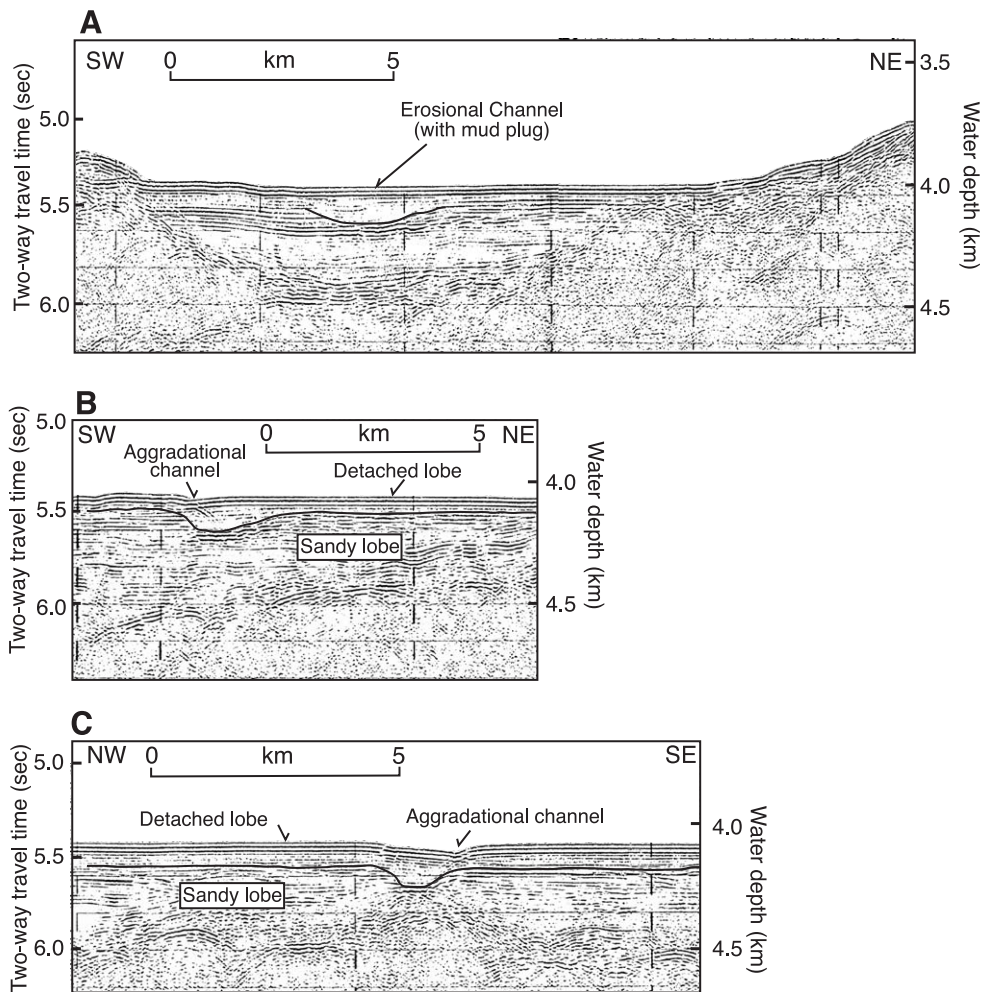 A
SW 0 km 5 NE 3.5
Two-way travel time (sec)
5.0
5.5
6.0
Erosional Channel
(with mud plug)
4.0
4.5
Water depth (km)
B
SW 0 km 5 NE
Two-way travel time (sec)
5.0
5.5
6.0
Aggradational
channel
Detached lobe
Sandy lobe
4.0
4.5
Water depth (km)
C
NW 0 km 5 SE
Two-way travel time (sec)
5.0
5.5
6.0
Detached lobe
Aggradational channel
Sandy lobe
4.0
4.5
Water depth (km)